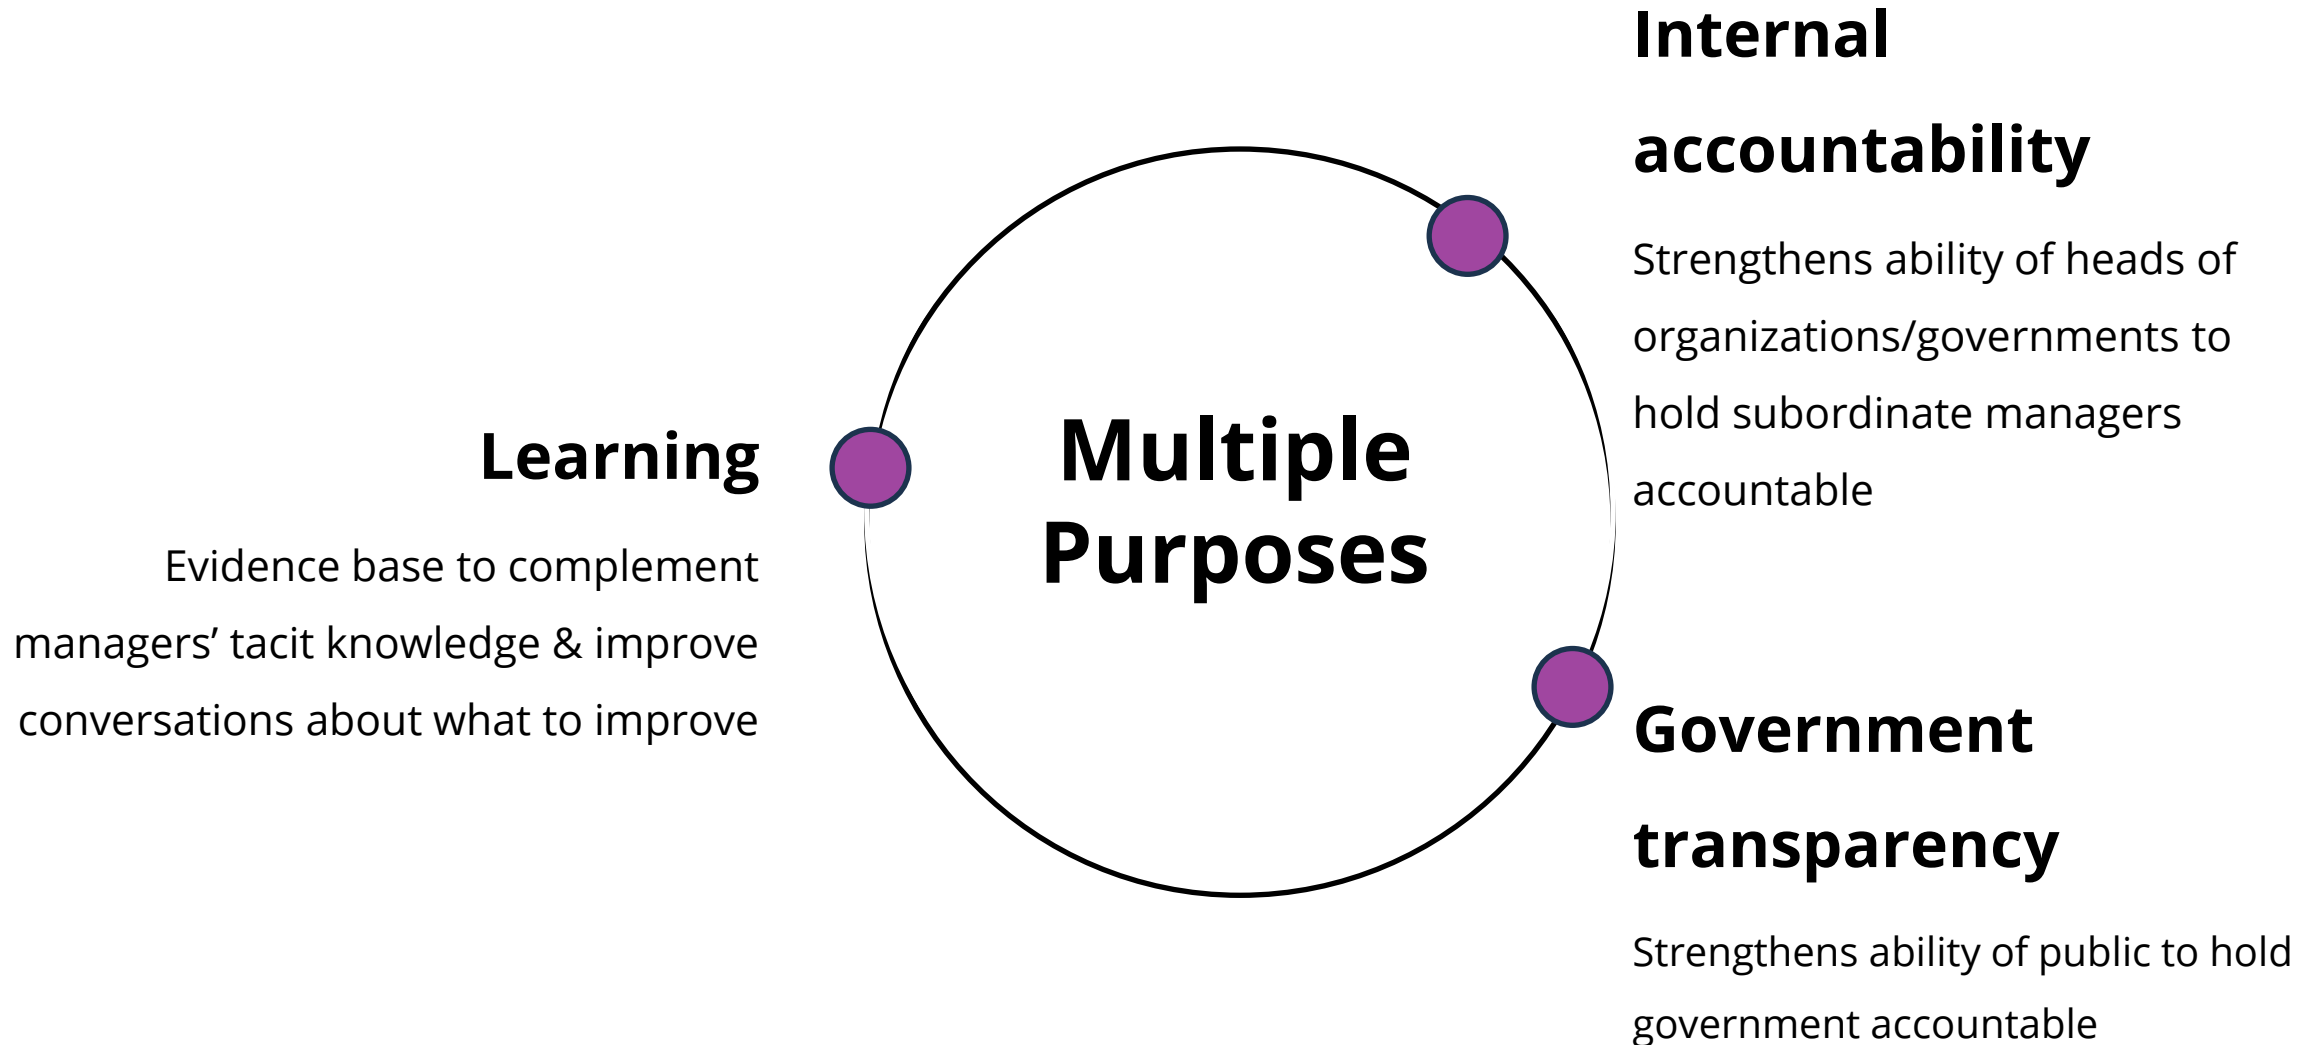 Multiple
Purposes
Learning
Evidence base to complement
managers’ tacit knowledge & improve
conversations about what to improve
Internal
accountability
Strengthens ability of heads of
organizations/governments to
hold subordinate managers
accountable
Government
transparency
Strengthens ability of public to hold
government accountable